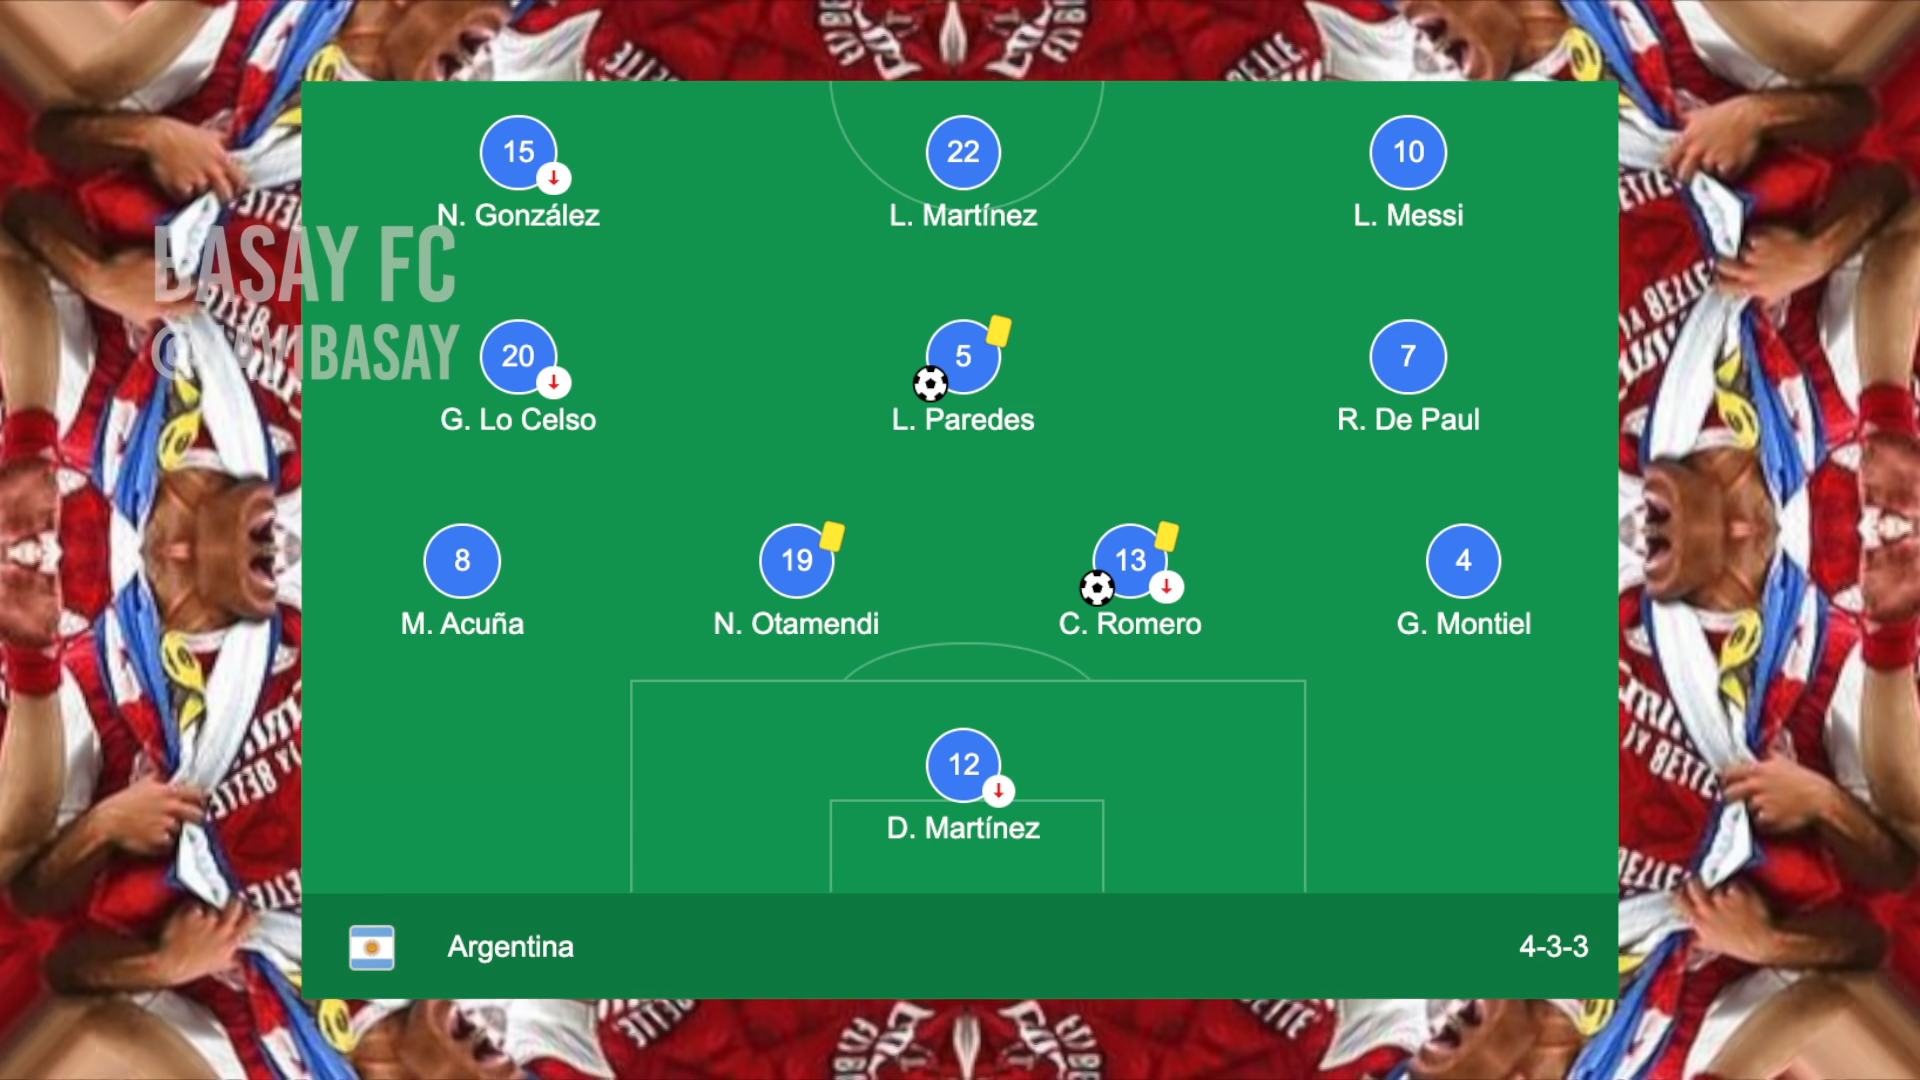 15 22 10
N. González L. Martínez L. Messi
BASAY FC
20 5 7
G. Lo Celso L. Paredes R. De Paul
8 19 13 4
M. Acuña N. Otamendi C. Romero G. Montiel
12
D. Martínez
Argentina 4-3-3